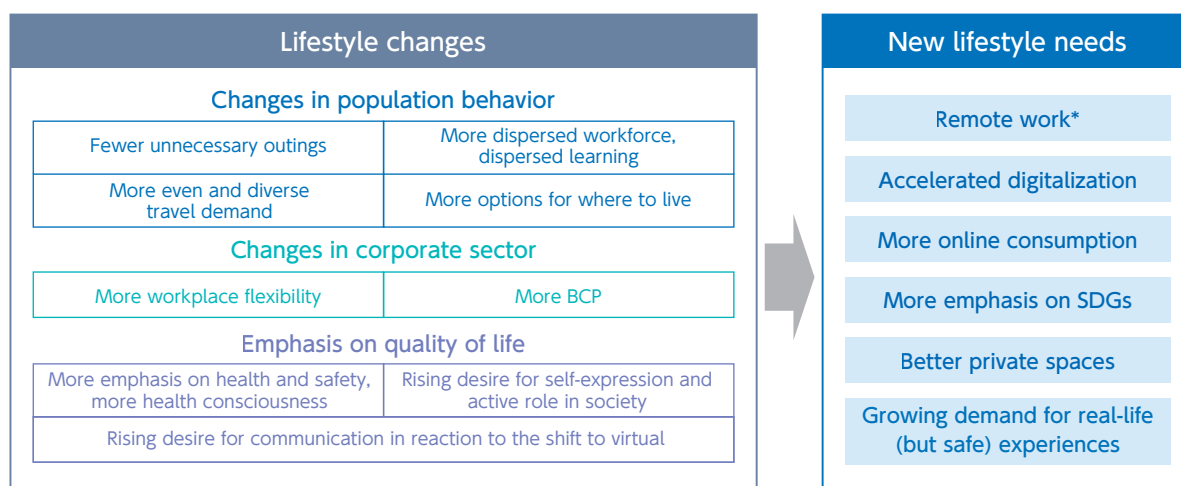 Lifestyle changes
Changes in population behavior
Fewer unnecessary outings
More dispersed workforce,
dispersed learning
More even and diverse
travel demand
More options for where to live
Changes in corporate sector
More workplace flexibility
More BCP
Emphasis on quality of life
More emphasis on health and safety,
more health consciousness
Rising desire for self-expression and
active role in society
Rising desire for communication in reaction to the shift to virtual
New lifestyle needs
Remote work*
Accelerated digitalization
More online consumption
More emphasis on SDGs
Better private spaces
Growing demand for real-life
(but safe) experiences